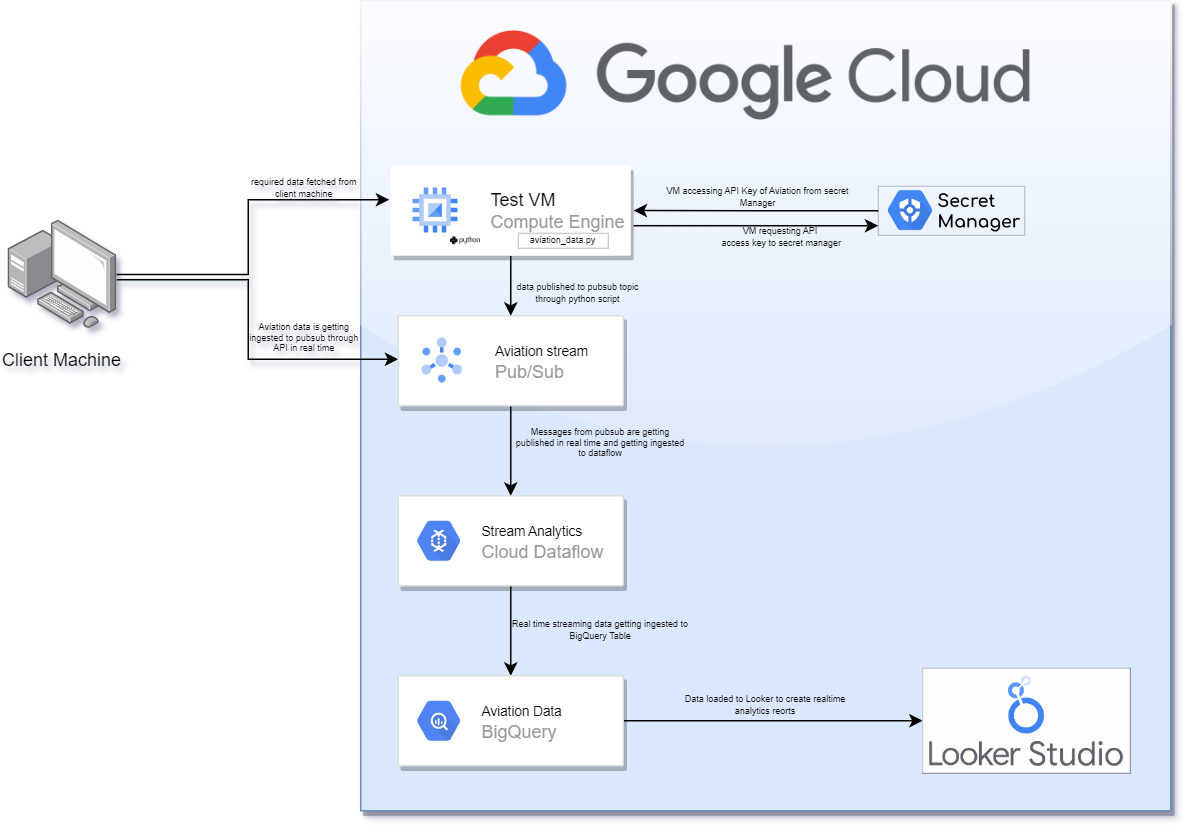 Google Cloud
required data fetched from
client machine
Test VM
Compute Engine
python
aviation_data.py
VM accessing API Key of Aviation from secret
Manager
VM requesting API
access key to secret manager
Secret
Manager
data published to pubsub topic
through python script
Client Machine
Aviation data is getting
ingested to pubsub through
API in real time
Aviation stream
Pub/Sub
Messages from pubsub are getting
published in real time and getting ingested
to dataflow
Stream Analytics
Cloud Dataflow
Real time streaming data getting ingested to
BigQuery Table
Aviation Data
BigQuery
Data loaded to Looker to create realtime
analytics reorts
Looker Studio